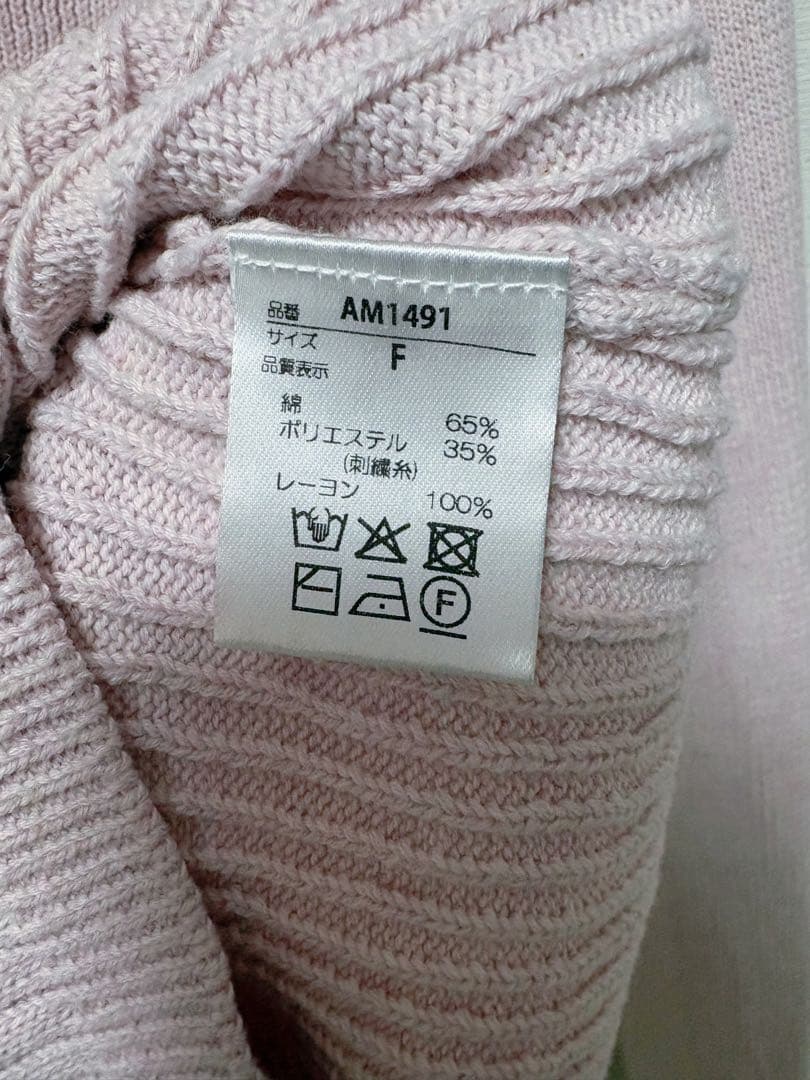 品番 AM1491
サイズ F
品質表示
綿 65%
ポリエステル 35%
(刺繍糸)
レーヨン 100%
F